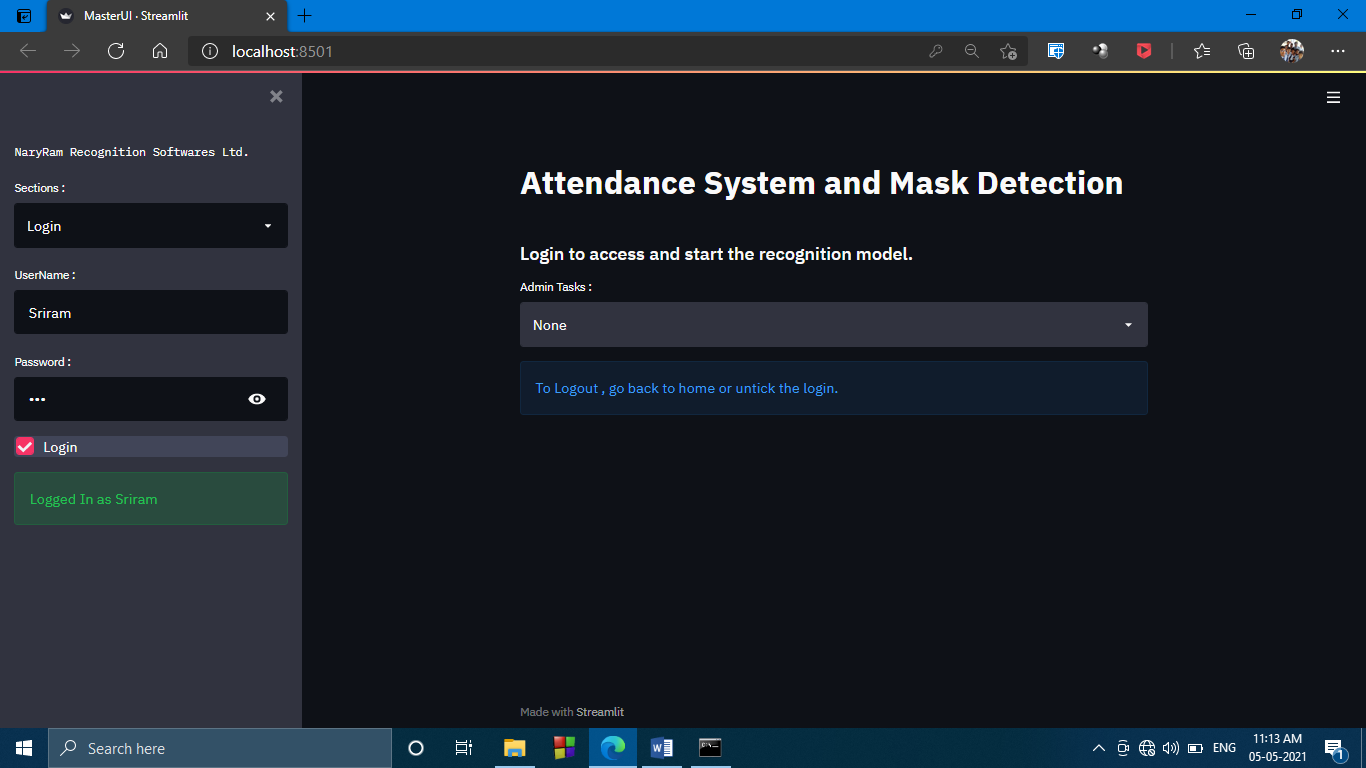 MasterUI · Streamlit
localhost:8501
NaryRam Recognition Softwares Ltd.
Sections :
Login
UserName :
Sriram
Password :
•••
Login
Logged In as Sriram
Attendance System and Mask Detection
Login to access and start the recognition model.
Admin Tasks :
None
To Logout , go back to home or untick the login.
Made with Streamlit
Search here
ENG
11:13 AM
05-05-2021
1